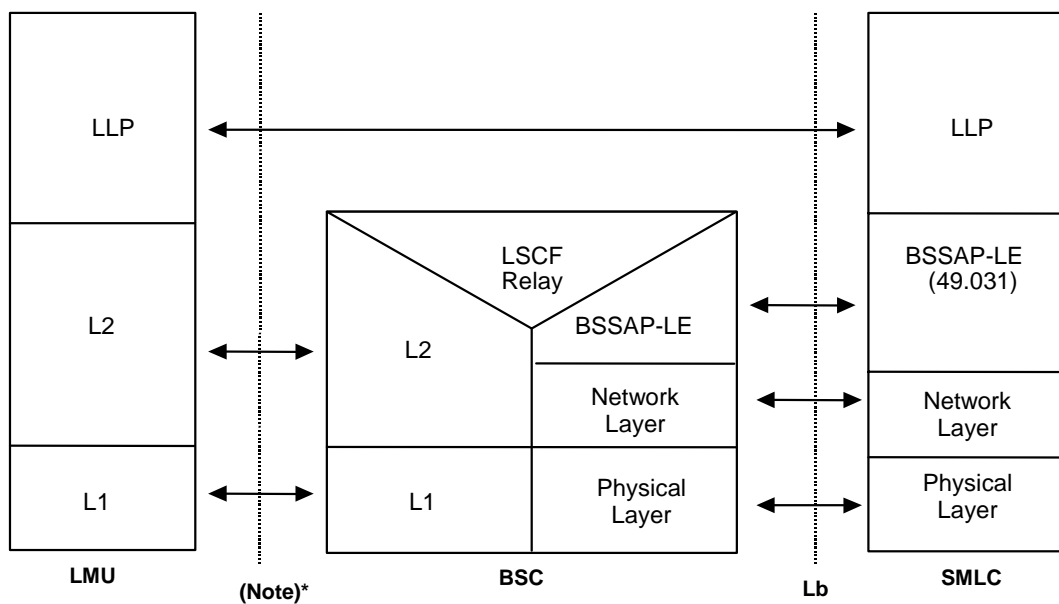 LLP
L2
L1
LMU
(Note)*
LSCF
Relay
L2
BSSAP-LE
Network
Layer
L1
Physical
Layer
BSC
Lb
LLP
BSSAP-LE
(49.031)
Network
Layer
Physical
Layer
SMLC